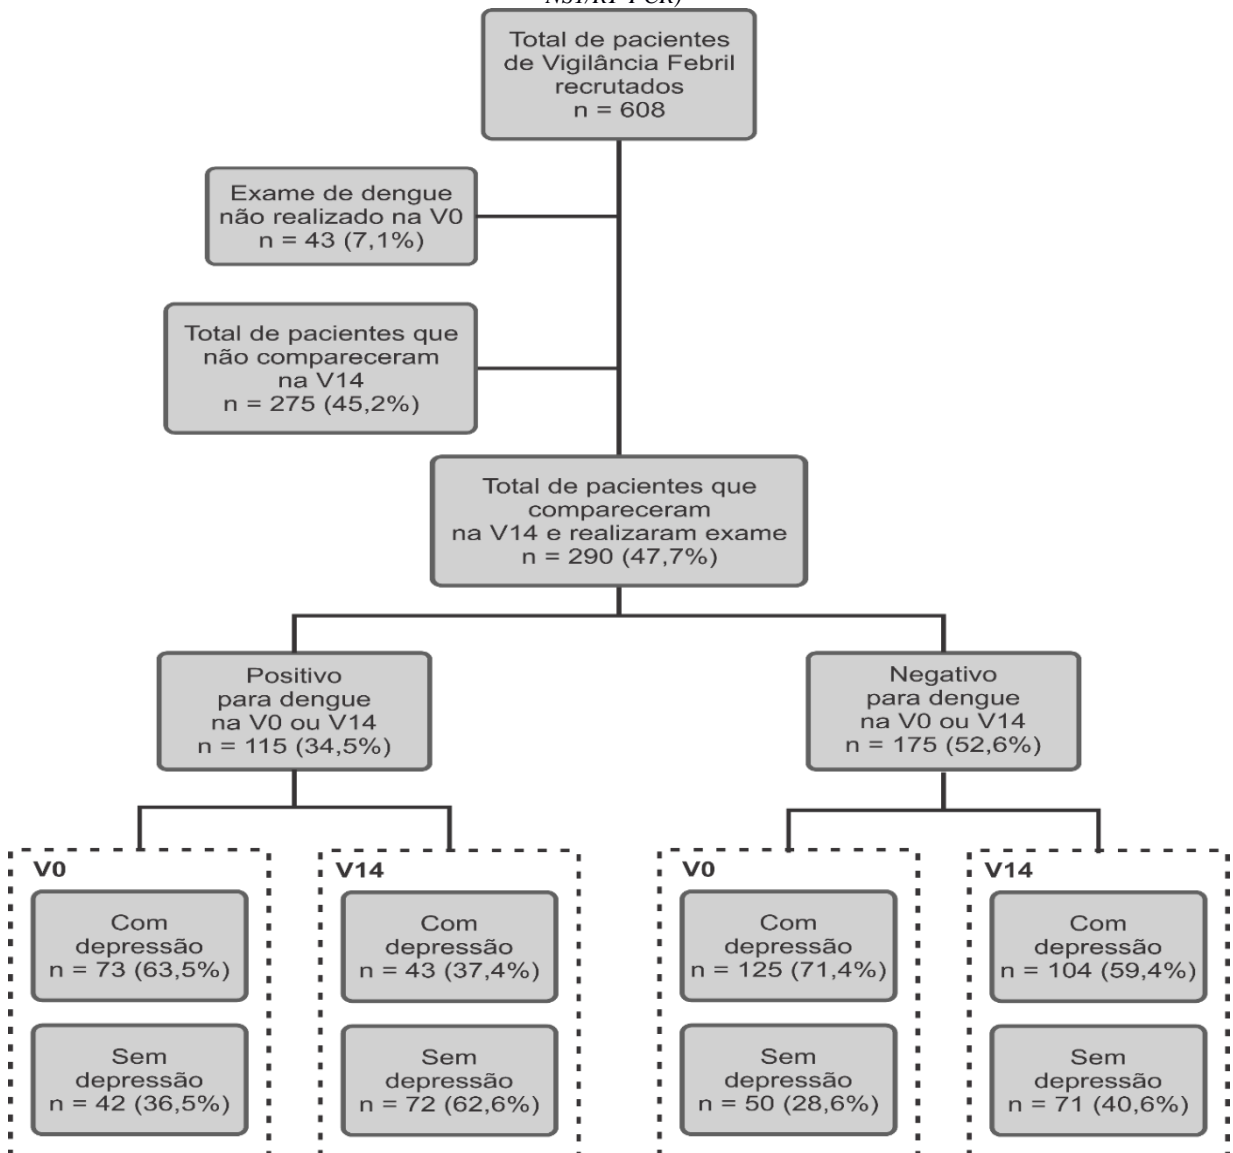 NS1/RT-PCR)
Total de pacientes
de Vigilância Febril
recrutados
n = 608
Exame de dengue
não realizado na V0
n = 43 (7,1%)
Total de pacientes que
não compareceram
na V14
n = 275 (45,2%)
Total de pacientes que
compareceram
na V14 e realizaram exame
n = 290 (47,7%)
Positivo
para dengue
na V0 ou V14
n = 115 (34,5%)
Negativo
para dengue
na V0 ou V14
n = 175 (52,6%)
V0
Com
depressão
n = 73 (63,5%)
Sem
depressão
n = 42 (36,5%)
V14
Com
depressão
n = 43 (37,4%)
Sem
depressão
n = 72 (62,6%)
V0
Com
depressão
n = 125 (71,4%)
Sem
depressão
n = 50 (28,6%)
V14
Com
depressão
n = 104 (59,4%)
Sem
depressão
n = 71 (40,6%)